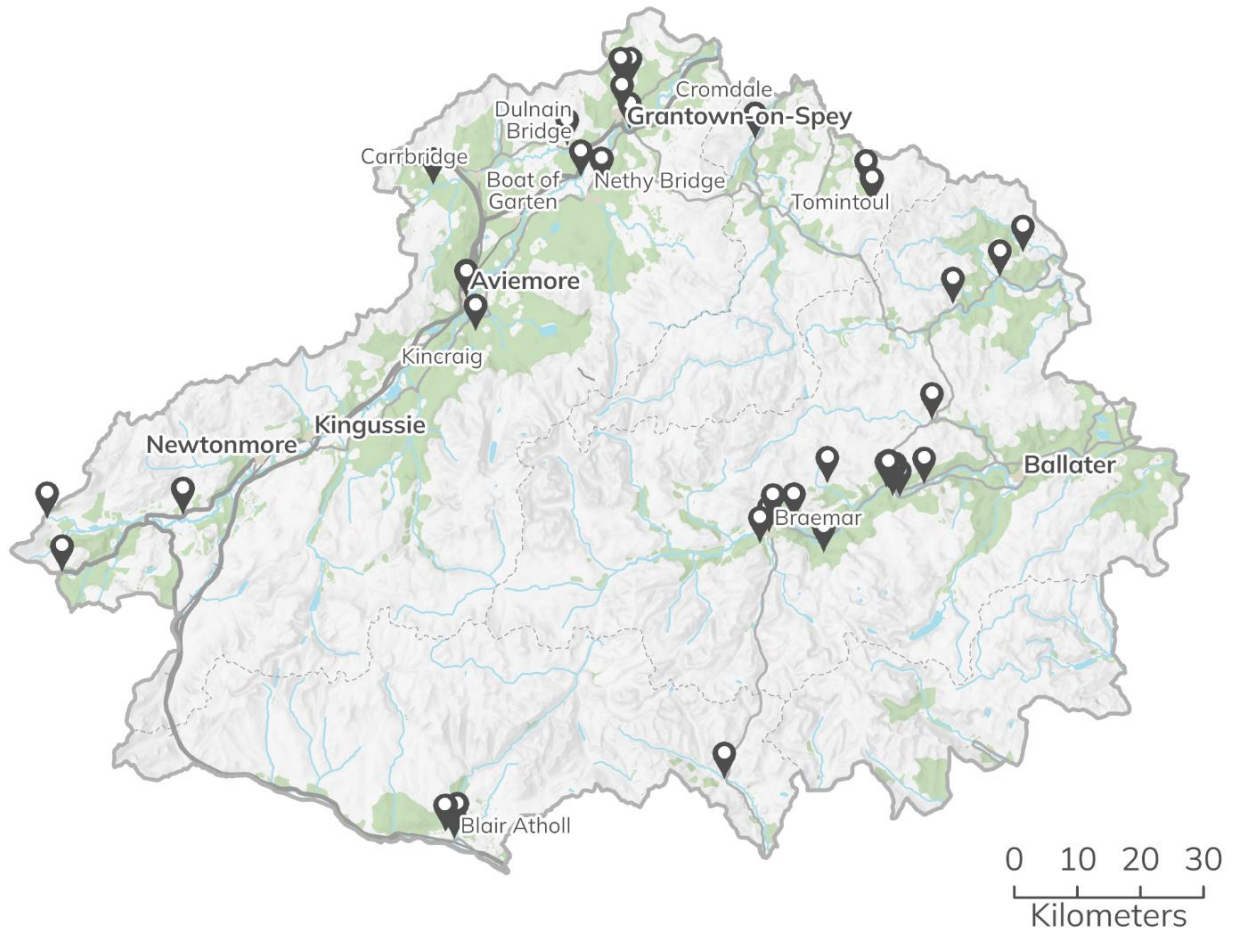 Cromdale
Dulnain
Bridge
Grantown-on-Spey
Carrbridge
Boat of
Garten
Nethy Bridge
Tomintoul
Aviemore
Kincraig
Kingussie
Newtonmore
Ballater
Braemar
Blair Atholl
0 10 20 30
Kilometers